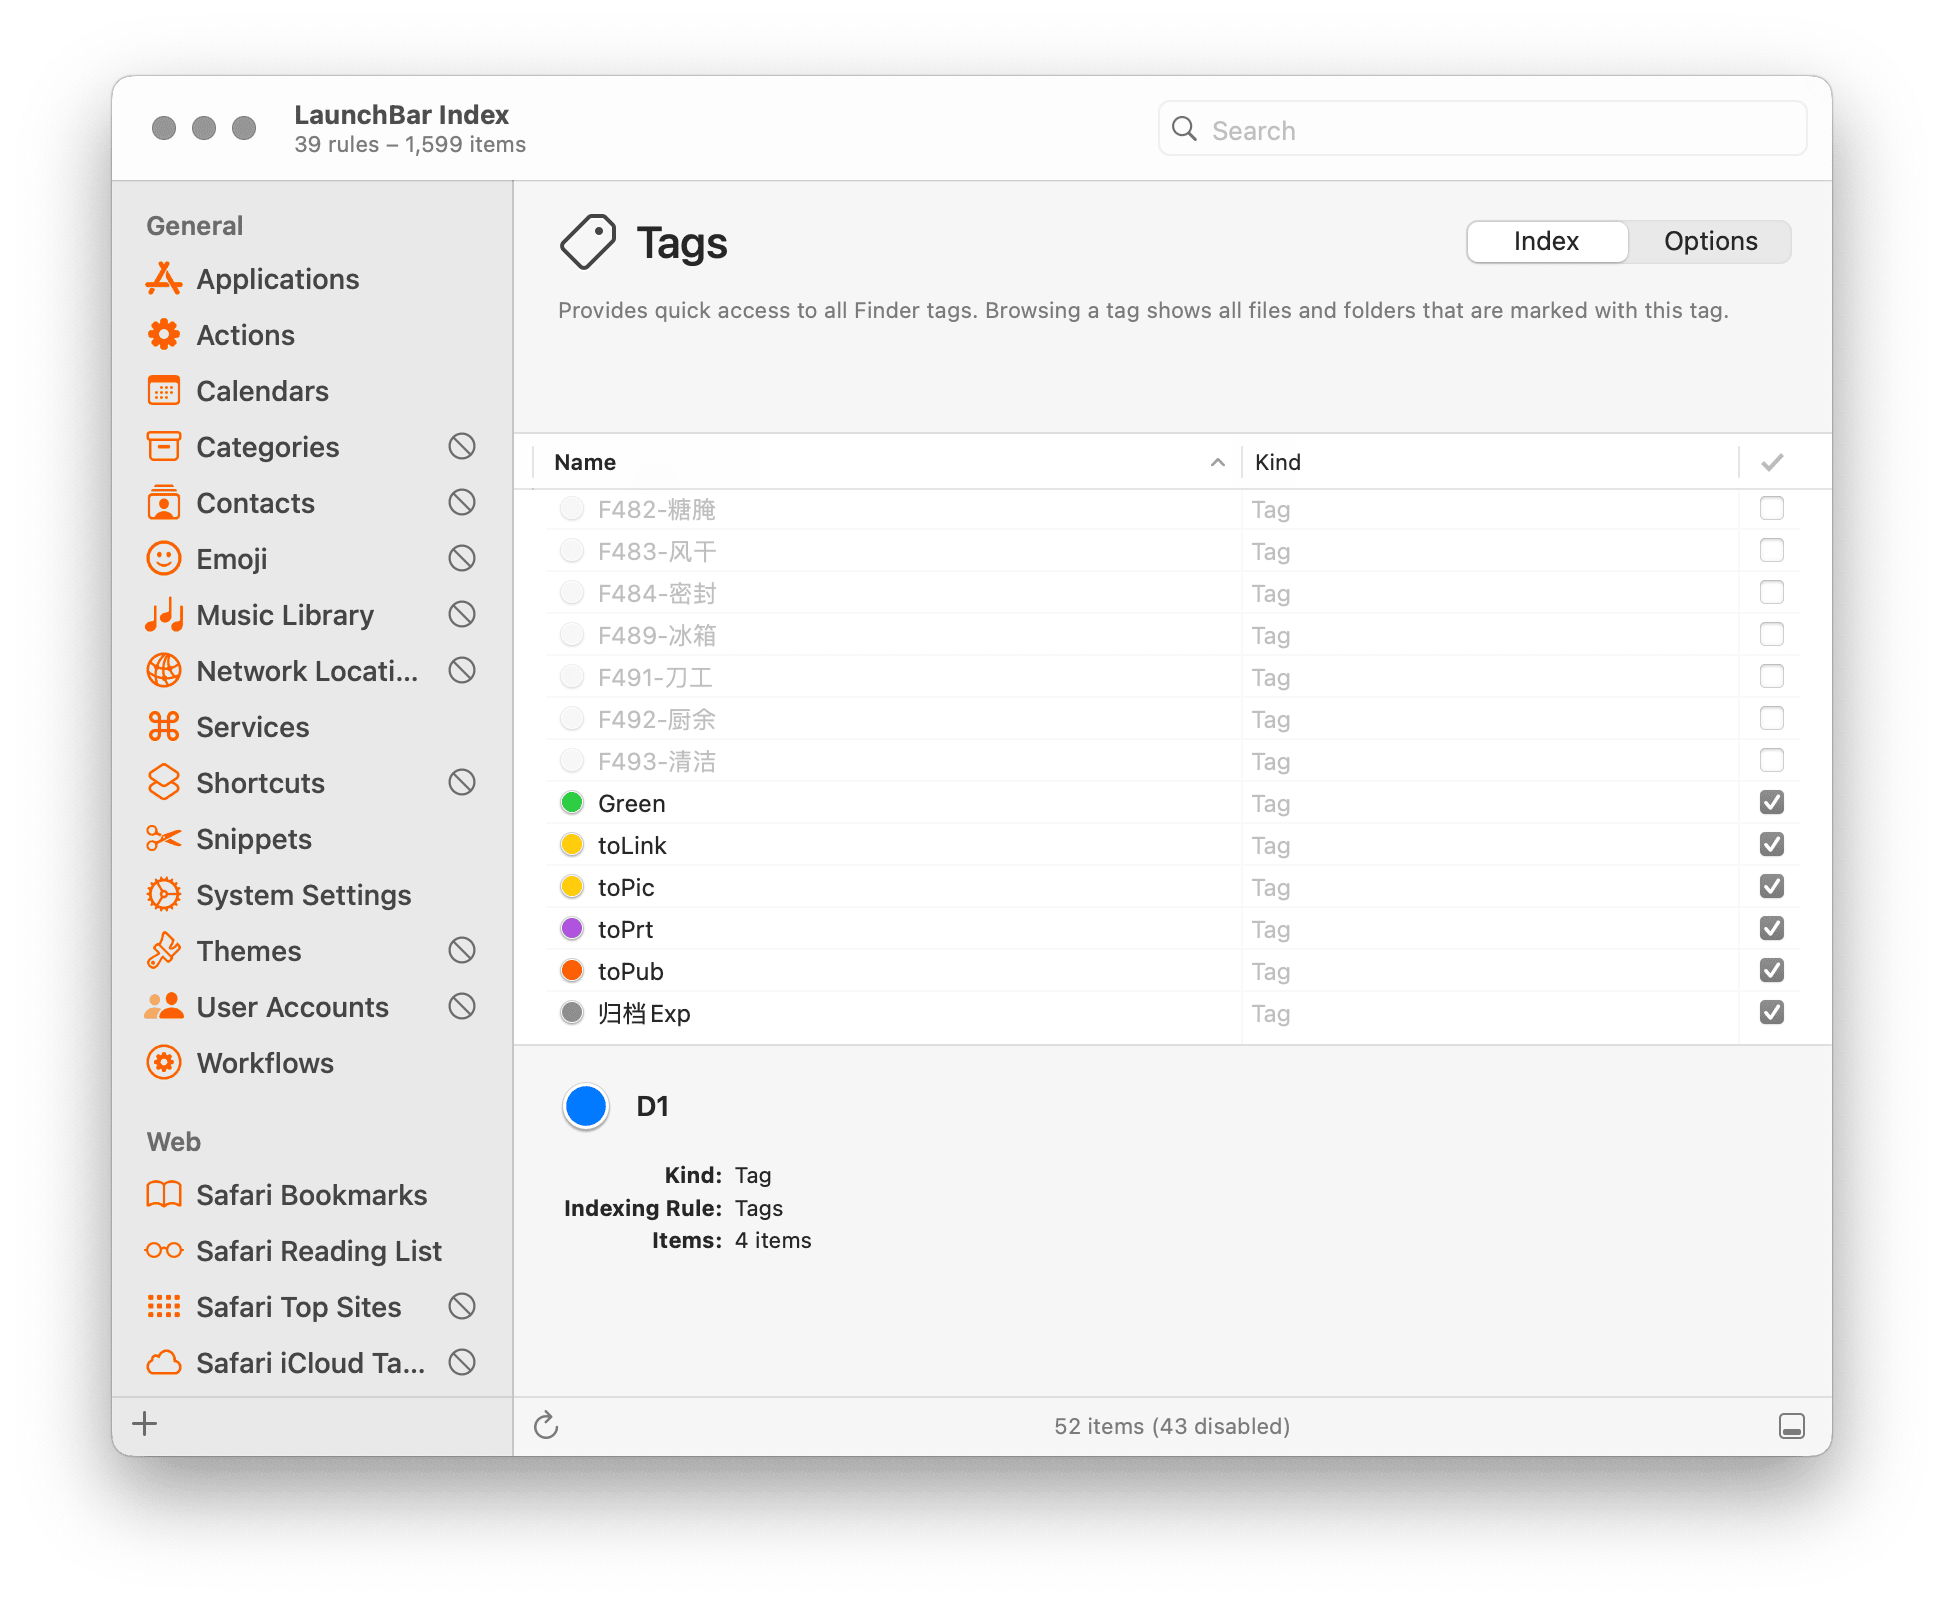 LaunchBar Index
39 rules – 1,599 items
Search
General
Applications
Actions
Calendars
Categories
Contacts
Emoji
Music Library
Network Locati...
Services
Shortcuts
Snippets
System Settings
Themes
User Accounts
Workflows
Web
Safari Bookmarks
Safari Reading List
Safari Top Sites
Safari iCloud Ta...
Tags
Index Options
Provides quick access to all Finder tags. Browsing a tag shows all files and folders that are marked with this tag.
Name Kind
F482-糖腌 Tag
F483-风干 Tag
F484-密封 Tag
F489-冰箱 Tag
F491-刀工 Tag
F492-厨余 Tag
F493-清洁 Tag
Green Tag
toLink Tag
toPic Tag
toPrt Tag
toPub Tag
归档Exp Tag
D1
Kind: Tag
Indexing Rule: Tags
Items: 4 items
52 items (43 disabled)